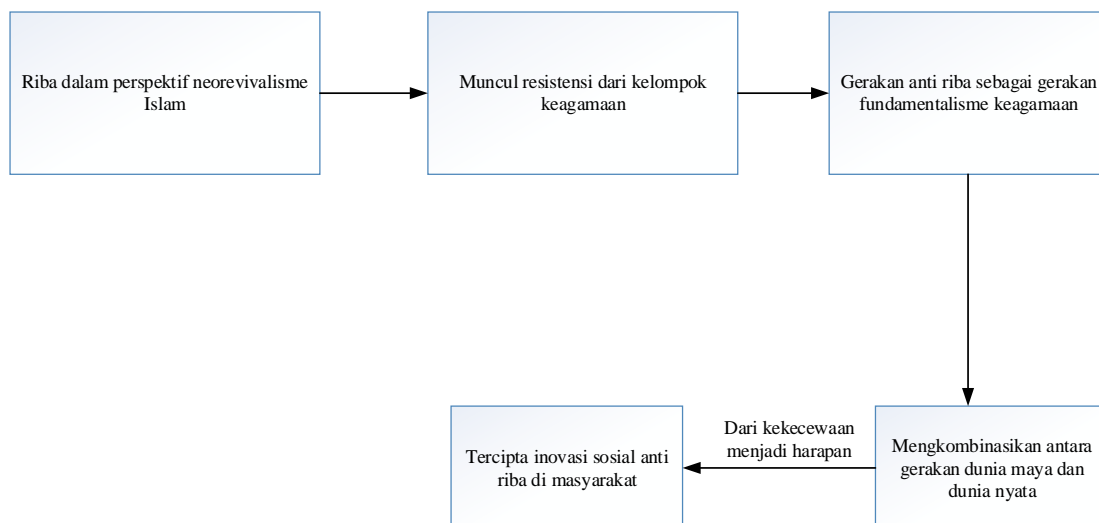 Riba dalam perspektif neorevivalisme
Islam
Muncul resistensi dari kelompok
keagamaan
Gerakan anti riba sebagai gerakan
fundamentalisme keagamaan
Mengkombinasikan antara
gerakan dunia maya dan
dunia nyata
Dari kekecewaan
menjadi harapan
Tercipta inovasi sosial anti
riba di masyarakat